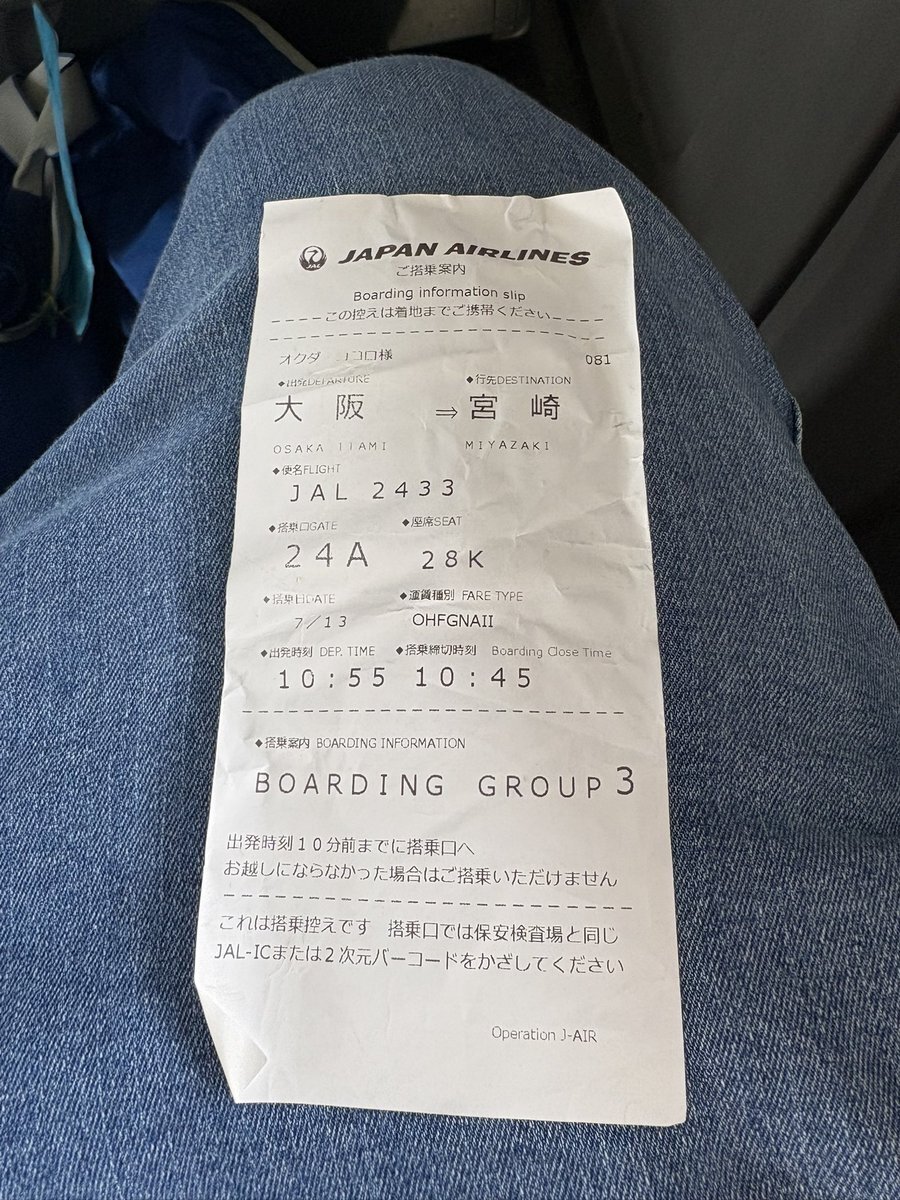 JAL JAPAN AIRLINES
ご搭乗案内
Boarding information slip
----この控えは着地までご携帯ください----
オクダ ココロ様 081
◆出発DEPARTURE ◆行先DESTINATION
大 阪 ⇒ 宮 崎
OSAKA ITAMI MIYAZAKI
◆便名FLIGHT
JAL 2433
◆搭乗口GATE ◆座席SEAT
24A 28K
◆搭乗日DATE ◆運賃種別 FARE TYPE
7/13 OHFGNAII
◆出発時刻 DEP. TIME ◆搭乗締切時刻 Boarding Close Time
10:55 10:45
◆搭乗案内 BOARDING INFORMATION
BOARDING GROUP 3
出発時刻10分前までに搭乗口へ
お越しにならなかった場合はご搭乗いただけません
これは搭乗控えです 搭乗口では保安検査場と同じ
JAL-ICまたは2次元バーコードをかざしてください
Operation J-AIR